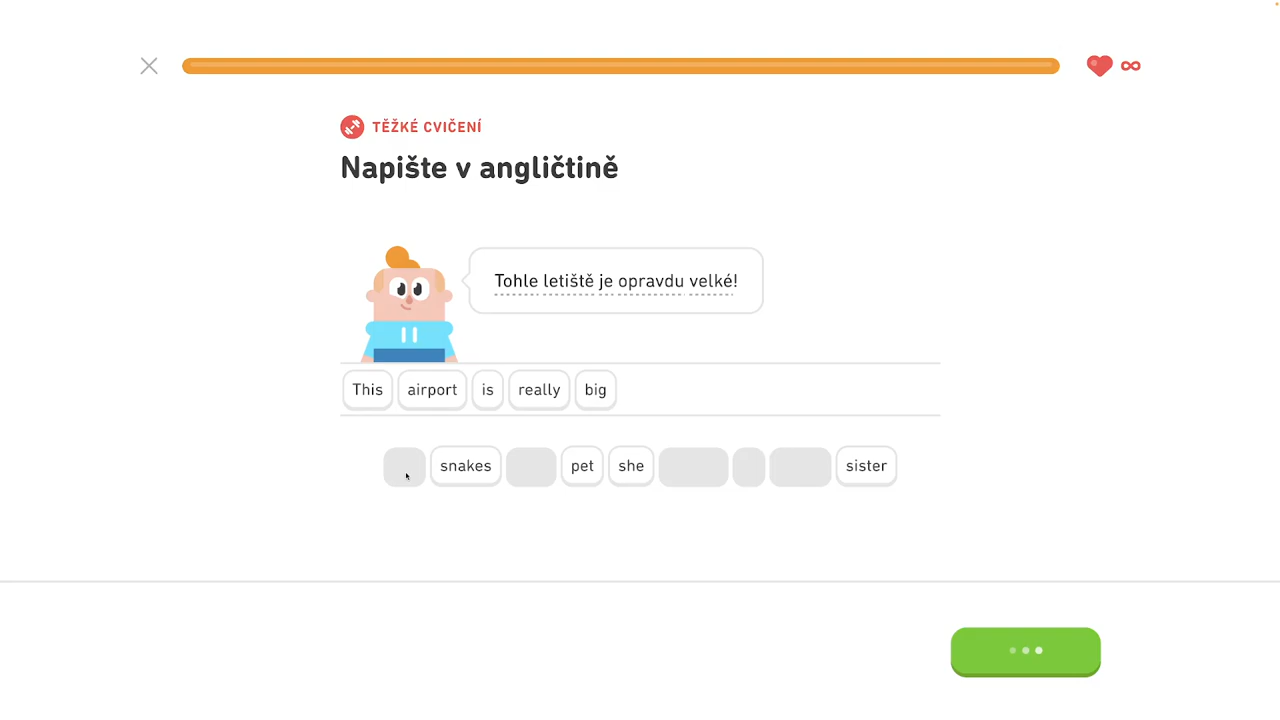 TĚŽKÉ CVIČENÍ
Napište v angličtině
Tohle letiště je opravdu velké!
This airport is really big
snakes pet she sister